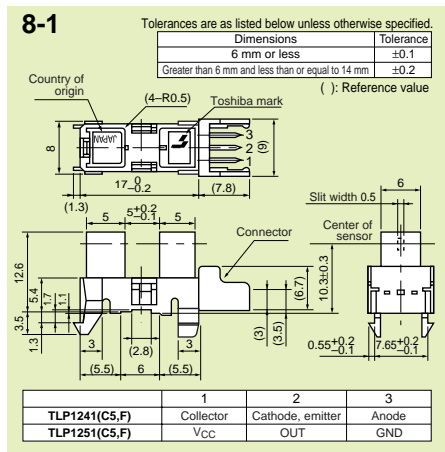 8-1
Tolerances are as listed below unless otherwise specified.
Dimensions Tolerance
6 mm or less ±0.1
Greater than 6 mm and less than or equal to 14 mm ±0.2
( ): Reference value
Country of
origin
(4–R0.5)
Toshiba mark
JAPAN
3
2
1
8
(9)
17 0 −0.2
(7.8)
(1.3)
5
5 +0.2 −0.1
5
6
Slit width 0.5
Center of
sensor
Connector
12.6
5.4
1.7
1.1
3.5
1.3
(6.7)
10.3±0.3
(3)
(3.5)
3
(2.8)
3
(5.5)
6
(5.5)
0.55 +0.2 −0.1
7.65 +0.2 −0.1
1 2 3
TLP1241(C5,F) Collector Cathode, emitter Anode
TLP1251(C5,F) VCC OUT GND